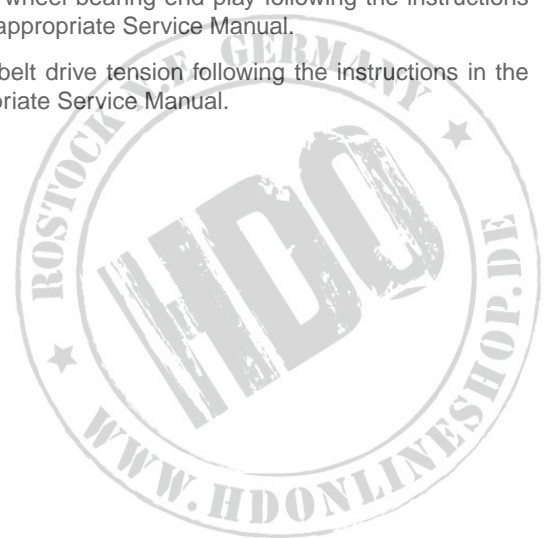 wheel bearing end play following the instructions
appropriate Service Manual.
belt drive tension following the instructions in the
priate Service Manual.
ROSTOCK N.F. GERMANY
HDO
WWW.HDONLINESHOP.DE